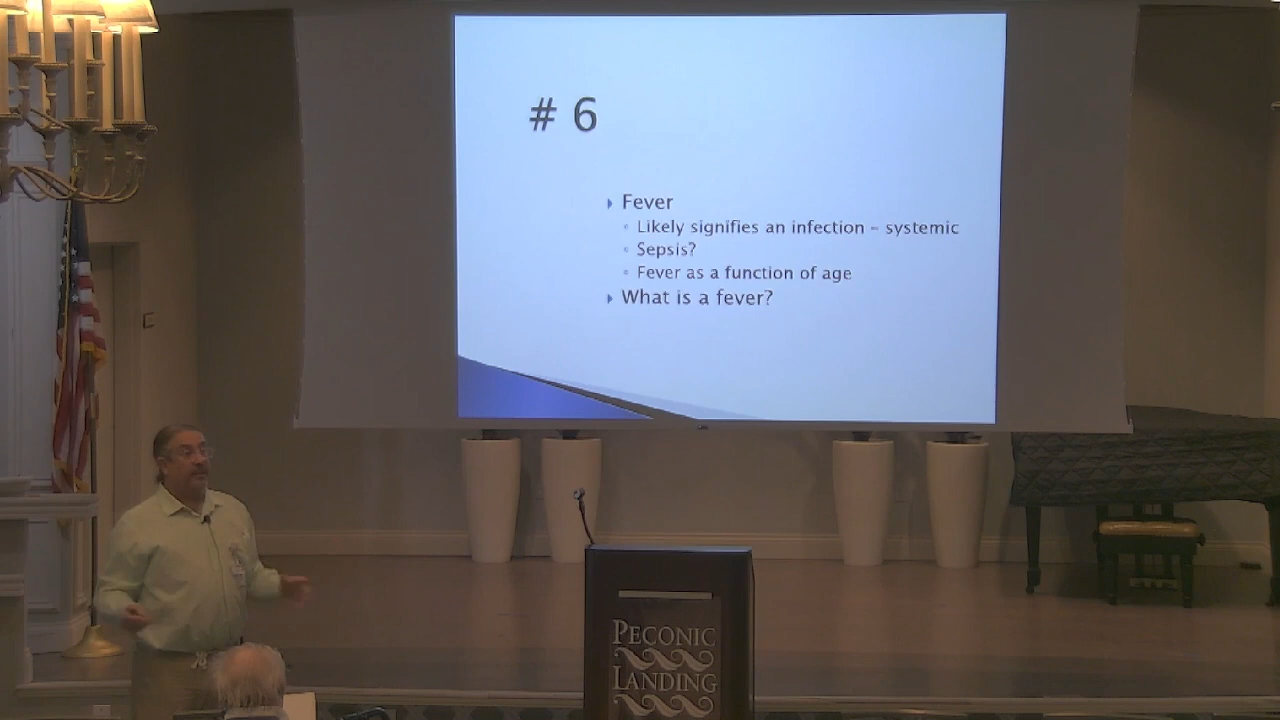 # 6
Fever
Likely signifies an infection – systemic
Sepsis?
Fever as a function of age
What is a fever?
PECONIC
LANDING